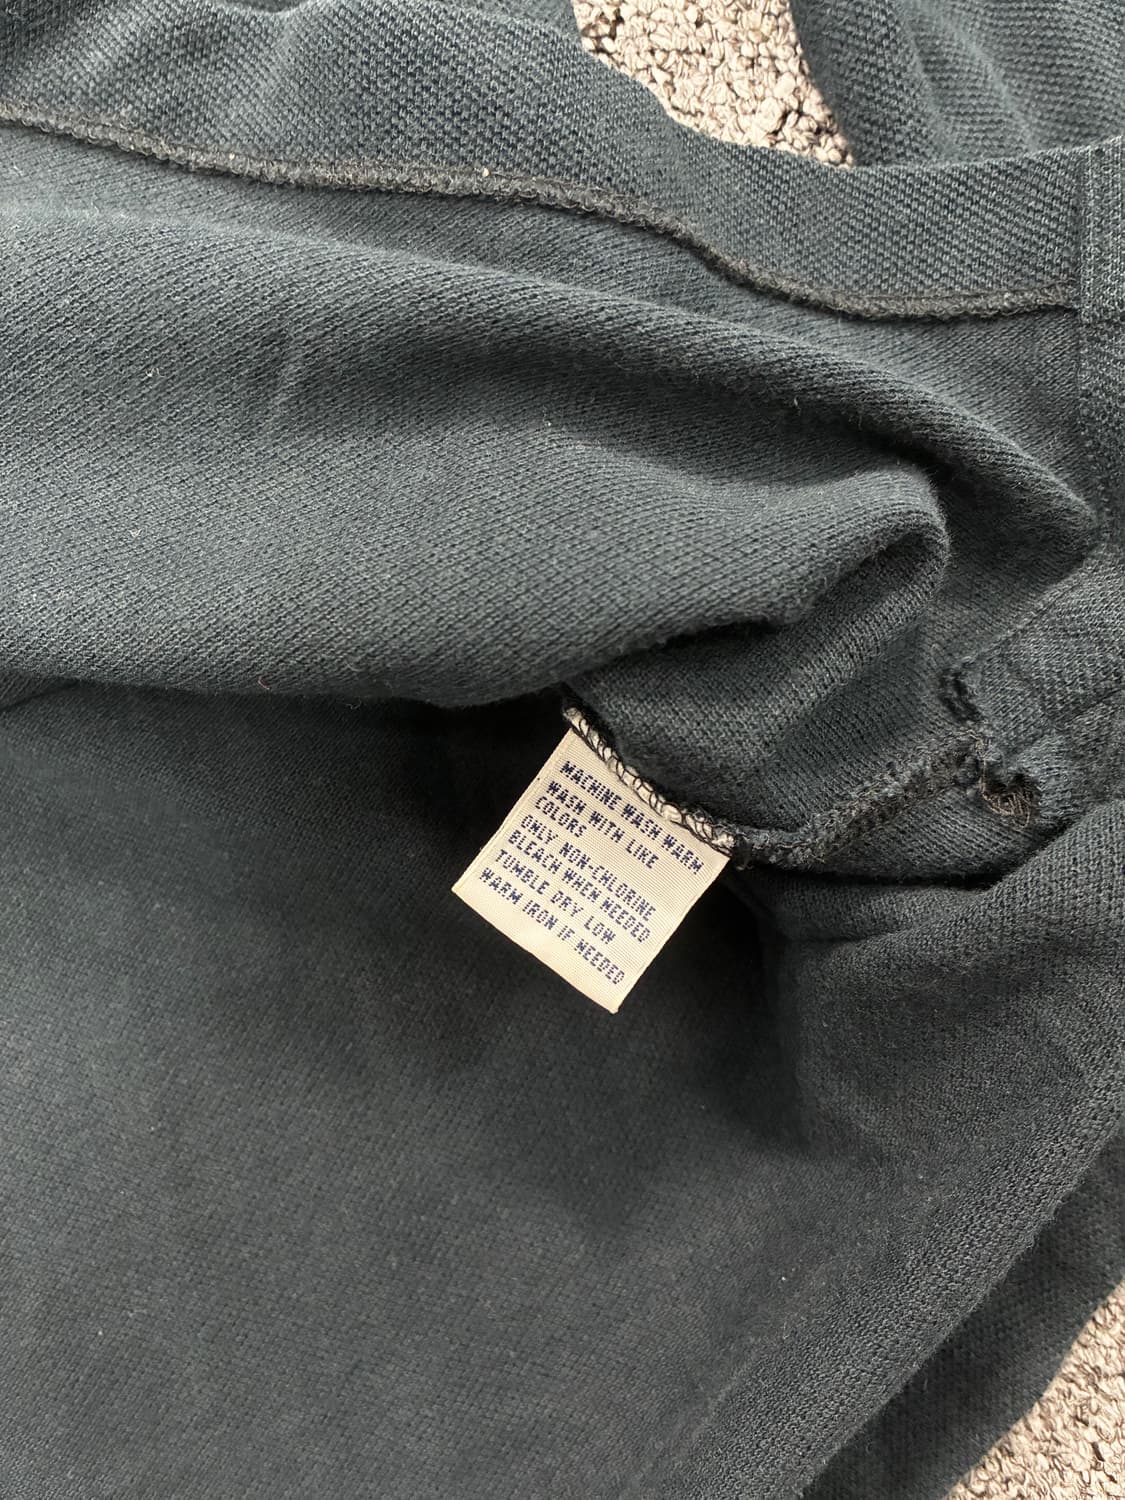 MACHINE WASH WARM
WASH WITH LIKE
COLORS
ONLY NON-CHLORINE
BLEACH WHEN NEEDED
TUMBLE DRY LOW
WARM IRON IF NEEDED